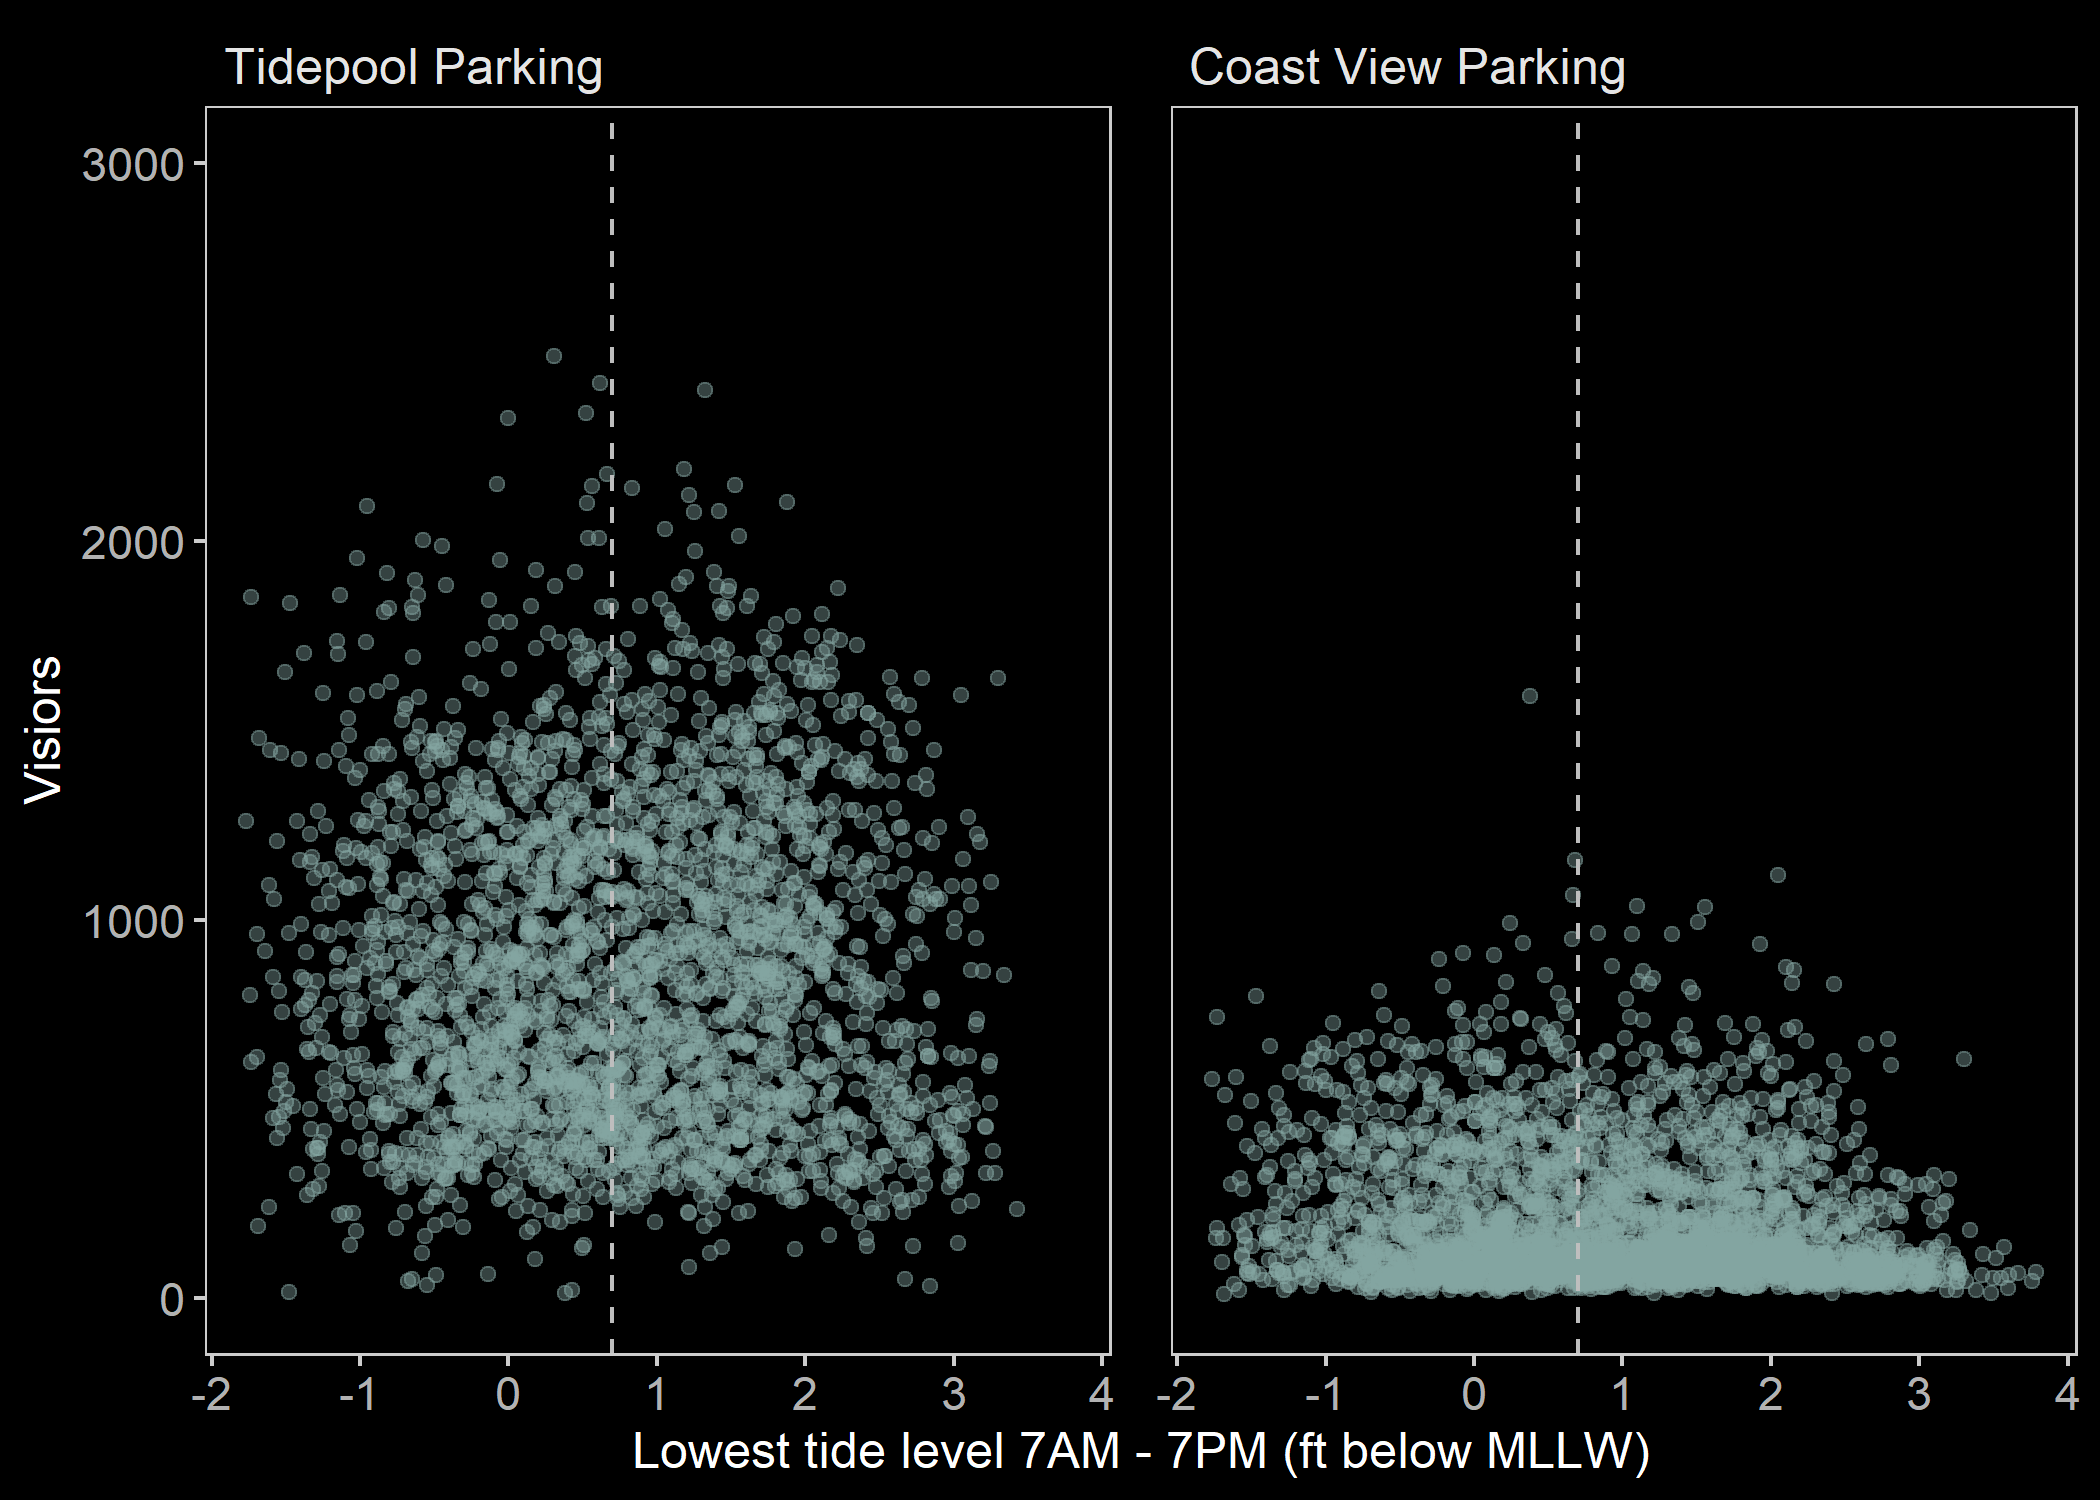 Tidepool Parking
Coast View Parking
3000
2000
1000
0
Visiors
-2 -1 0 1 2 3 4
-2 -1 0 1 2 3 4
Lowest tide level 7AM - 7PM (ft below MLLW)